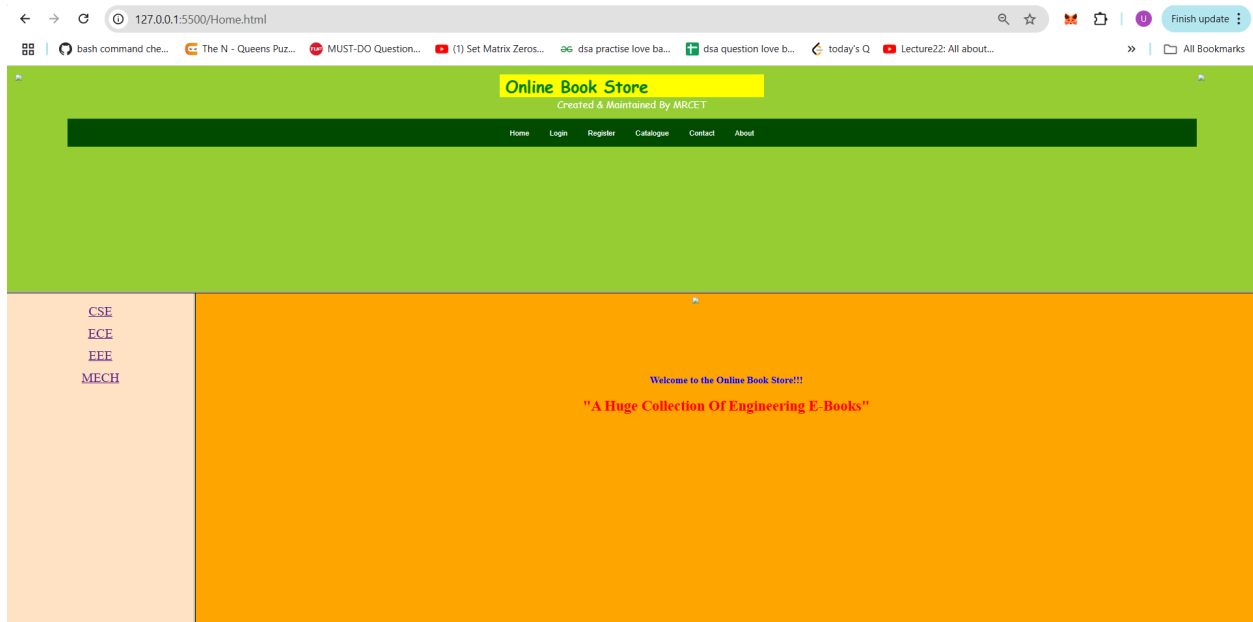 127.0.0.1:5500/Home.html
Finish update
bash command che... The N - Queens Puz... MUST-DO Question... (1) Set Matrix Zeros... dsa practise love ba... dsa question love b... today's Q Lecture22: All about... » All Bookmarks
Online Book Store
Created & Maintained By MRCET
Home Login Register Catalogue Contact About
CSE
ECE
EEE
MECH
Welcome to the Online Book Store!!!
"A Huge Collection Of Engineering E-Books"